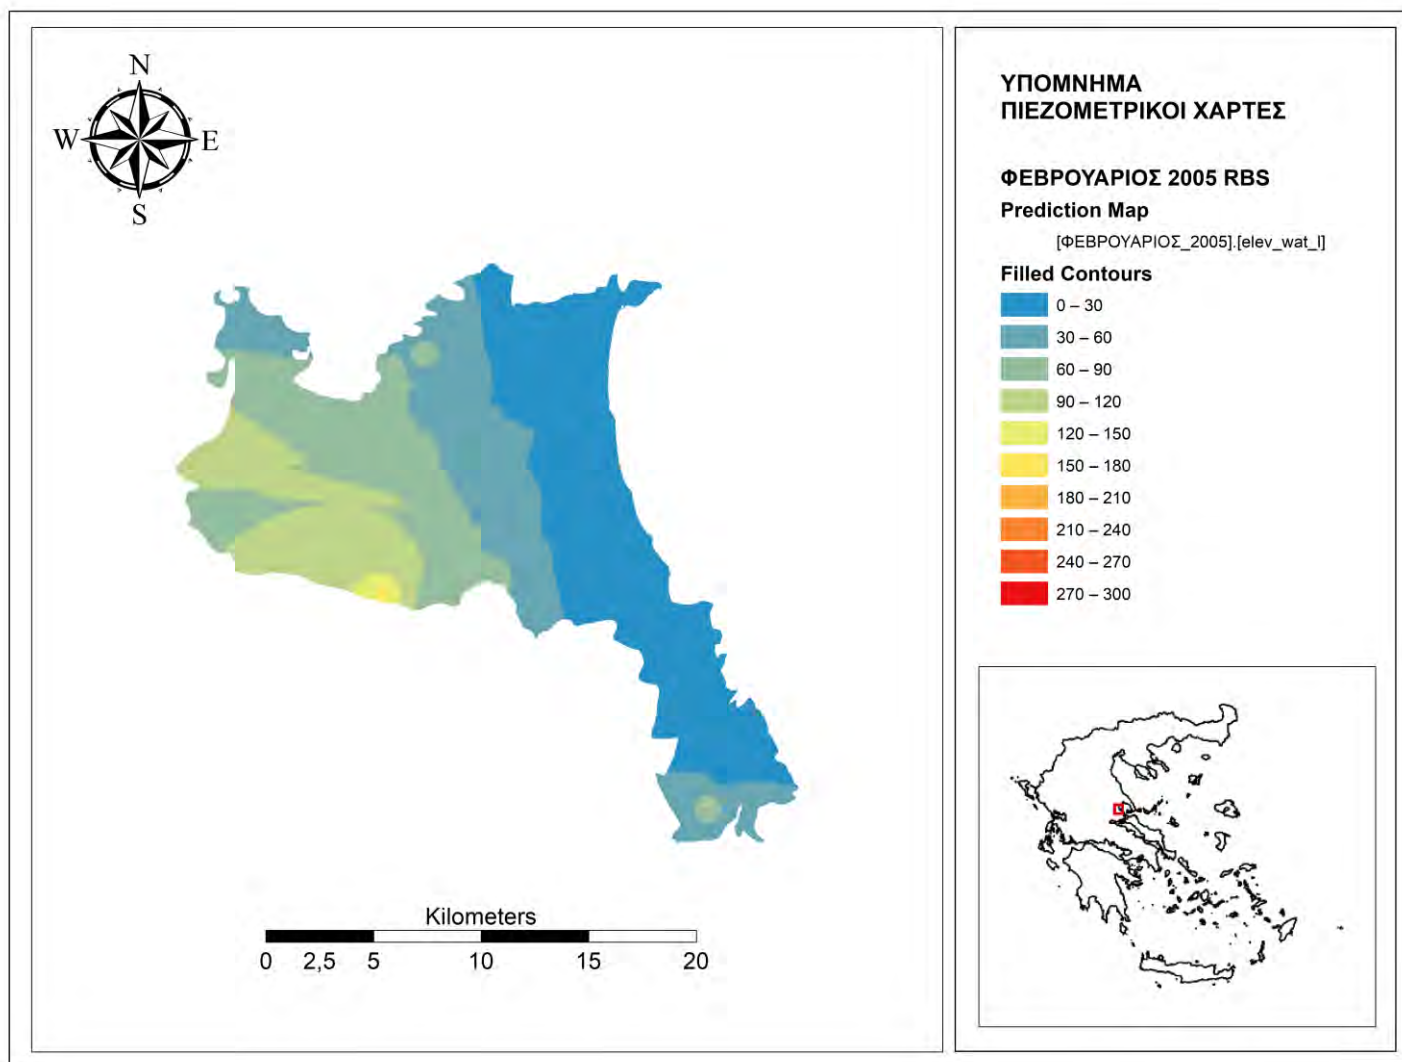 N
W
E
S
Kilometers
0 2,5 5 10 15 20
ΥΠΟΜΝΗΜΑ
ΠΙΕΖΟΜΕΤΡΙΚΟΙ ΧΑΡΤΕΣ
ΦΕΒΡΟΥΑΡΙΟΣ 2005 RBS
Prediction Map
[ΦΕΒΡΟΥΑΡΙΟΣ_2005].[elev_wat_l]
Filled Contours
0 – 30
30 – 60
60 – 90
90 – 120
120 – 150
150 – 180
180 – 210
210 – 240
240 – 270
270 – 300